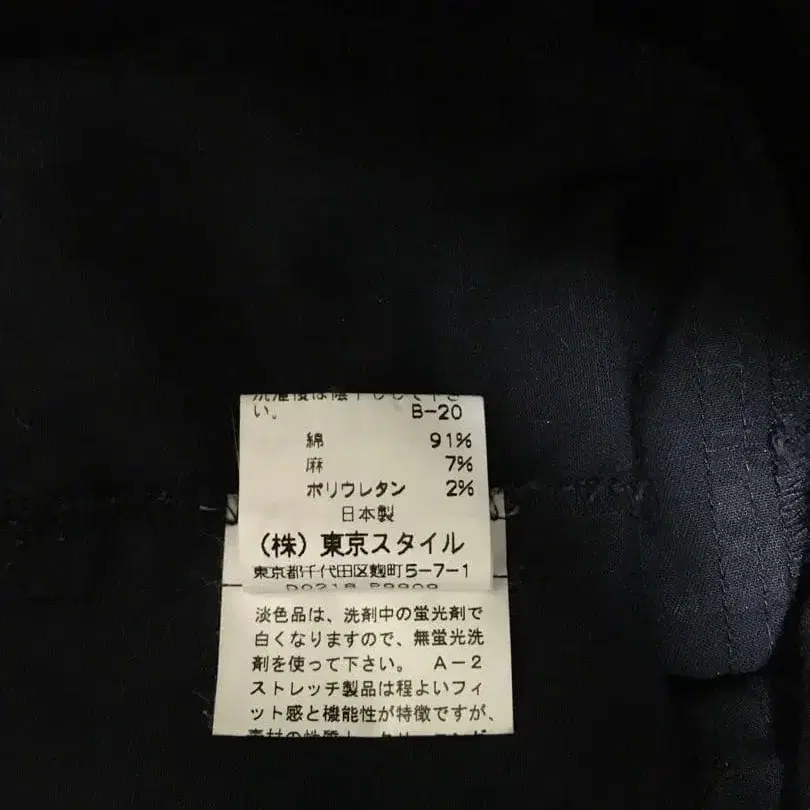 い。 B-20
綿 91%
麻 7%
ポリウレタン 2%
日本製
(株)東京スタイル
東京都千代田区麹町5-7-1
淡色品は、洗剤中の蛍光剤で
白くなりますので、無蛍光洗
剤を使って下さい。 A-2
ストレッチ製品は程よいフィ
ット感と機能性が特徴ですが、